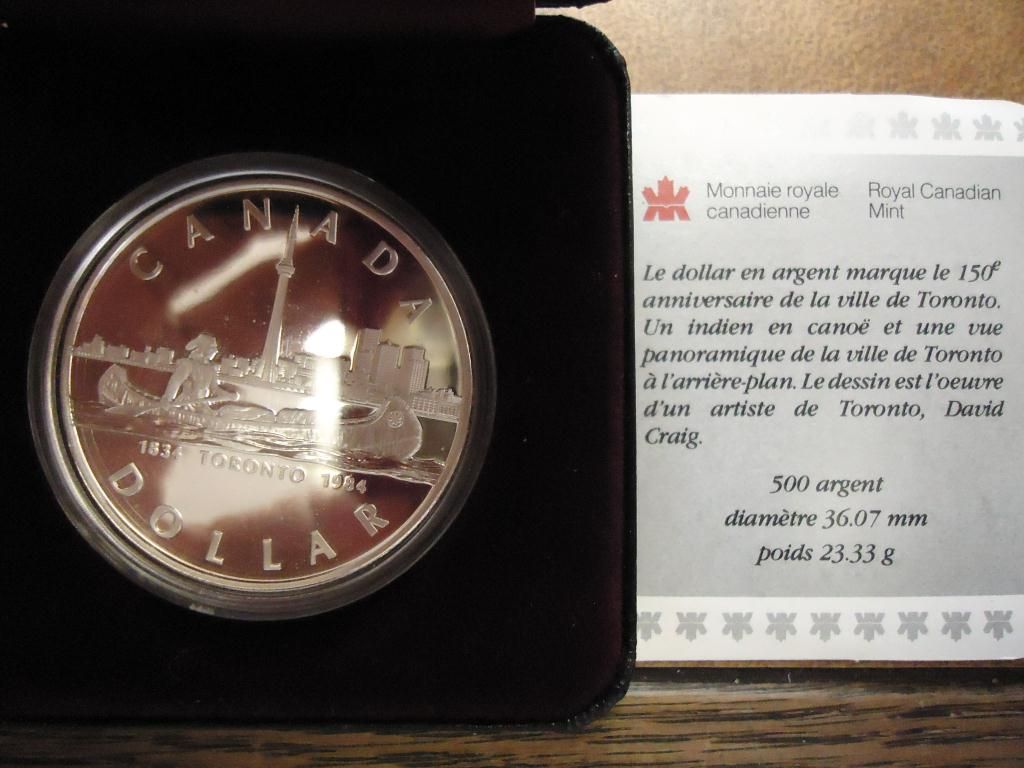 CANADA
1834 TORONTO 1984
DOLLAR
Monnaie royale
canadienne
Royal Canadian
Mint
Le dollar en argent marque le 150e
anniversaire de la ville de Toronto.
Un indien en canoë et une vue
panoramique de la ville de Toronto
à l'arrière-plan. Le dessin est l'oeuvre
d'un artiste de Toronto, David
Craig.
500 argent
diamètre 36.07 mm
poids 23.33 g